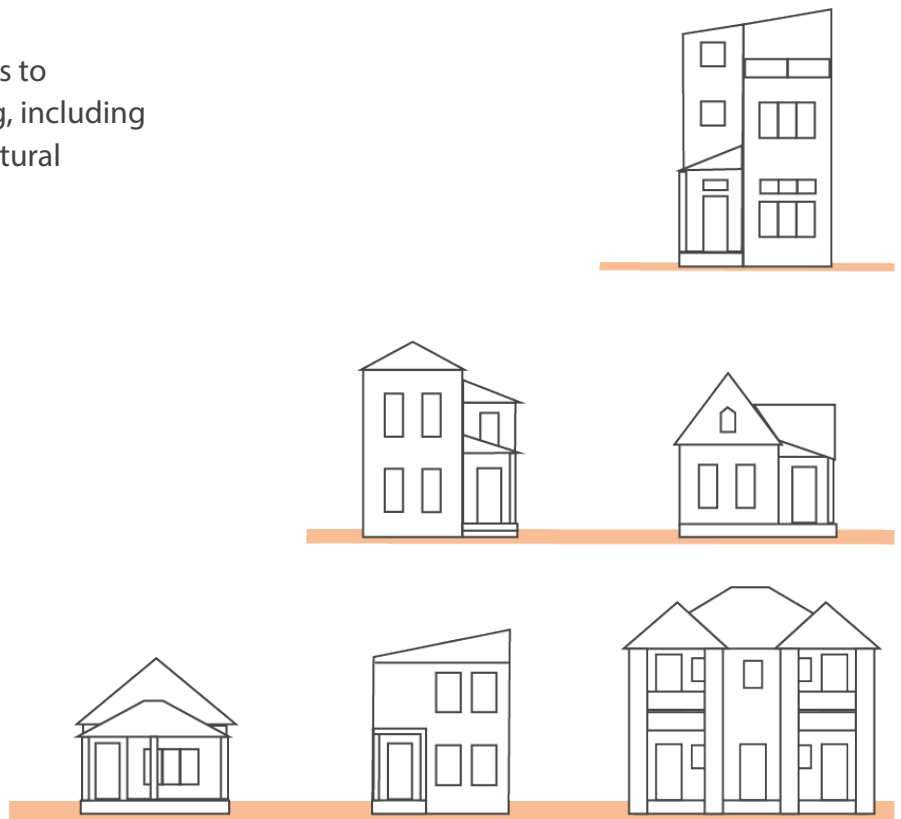 s to
g, including
tural